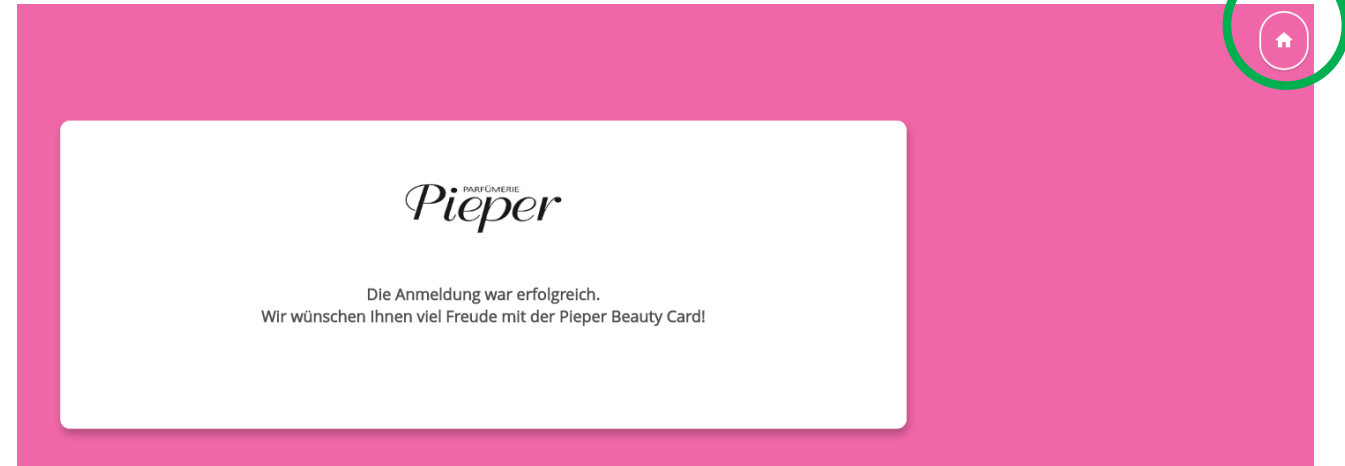 PARFÜMERIE
Pieper
Die Anmeldung war erfolgreich.
Wir wünschen Ihnen viel Freude mit der Pieper Beauty Card!